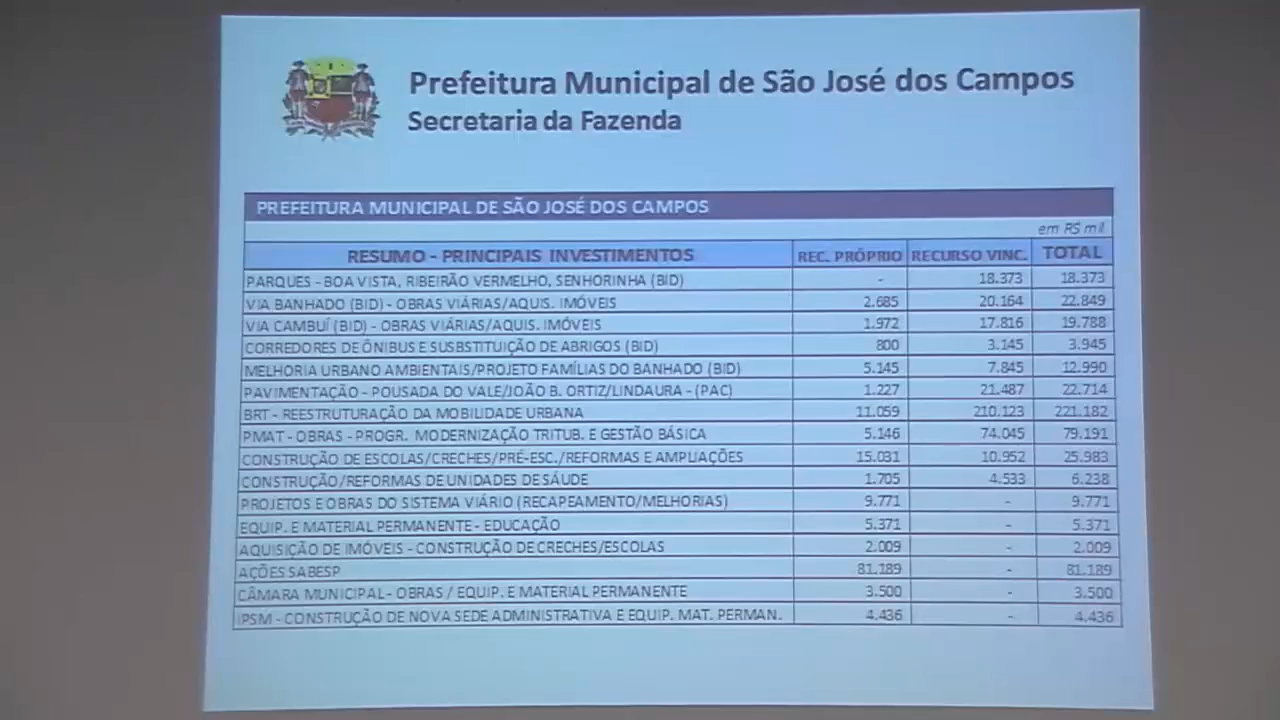 Prefeitura Municipal de São José dos Campos
Secretaria da Fazenda
PREFEITURA MUNICIPAL DE SÃO JOSÉ DOS CAMPOS
em R$ mil
RESUMO - PRINCIPAIS INVESTIMENTOS REC. PRÓPRIO RECURSO VINC. TOTAL
PARQUES - BOA VISTA, RIBEIRÃO VERMELHO, SENHORINHA (BID) - 18.373 18.373
VIA BANHADO (BID) - OBRAS VIÁRIAS/AQUIS. IMÓVEIS 2.685 20.164 22.849
VIA CAMBUÍ (BID) - OBRAS VIÁRIAS/AQUIS. IMÓVEIS 1.972 17.816 19.788
CORREDORES DE ÔNIBUS E SUSBSTITUIÇÃO DE ABRIGOS (BID) 800 3.145 3.945
MELHORIA URBANO AMBIENTAIS/PROJETO FAMÍLIAS DO BANHADO (BID) 5.145 7.845 12.990
PAVIMENTAÇÃO - POUSADA DO VALE/JOÃO B. ORTIZ/LINDAURA - (PAC) 1.227 21.487 22.714
BRT - REESTRUTURAÇÃO DA MOBILIDADE URBANA 11.059 210.123 221.182
PMAT - OBRAS - PROGR. MODERNIZAÇÃO TRITUB. E GESTÃO BÁSICA 5.146 74.045 79.191
CONSTRUÇÃO DE ESCOLAS/CRECHES/PRÉ-ESC./REFORMAS E AMPLIAÇÕES 15.031 10.952 25.983
CONSTRUÇÃO/REFORMAS DE UNIDADES DE SAÚDE 1.705 4.533 6.238
PROJETOS E OBRAS DO SISTEMA VIÁRIO (RECAPEAMENTO/MELHORIAS) 9.771 - 9.771
EQUIP. E MATERIAL PERMANENTE - EDUCAÇÃO 5.371 - 5.371
AQUISIÇÃO DE IMÓVEIS - CONSTRUÇÃO DE CRECHES/ESCOLAS 2.009 - 2.009
AÇÕES SABESP 81.189 - 81.189
CÂMARA MUNICIPAL - OBRAS / EQUIP. E MATERIAL PERMANENTE 3.500 - 3.500
IPSM - CONSTRUÇÃO DE NOVA SEDE ADMINISTRATIVA E EQUIP. MAT. PERMAN. 4.436 - 4.436